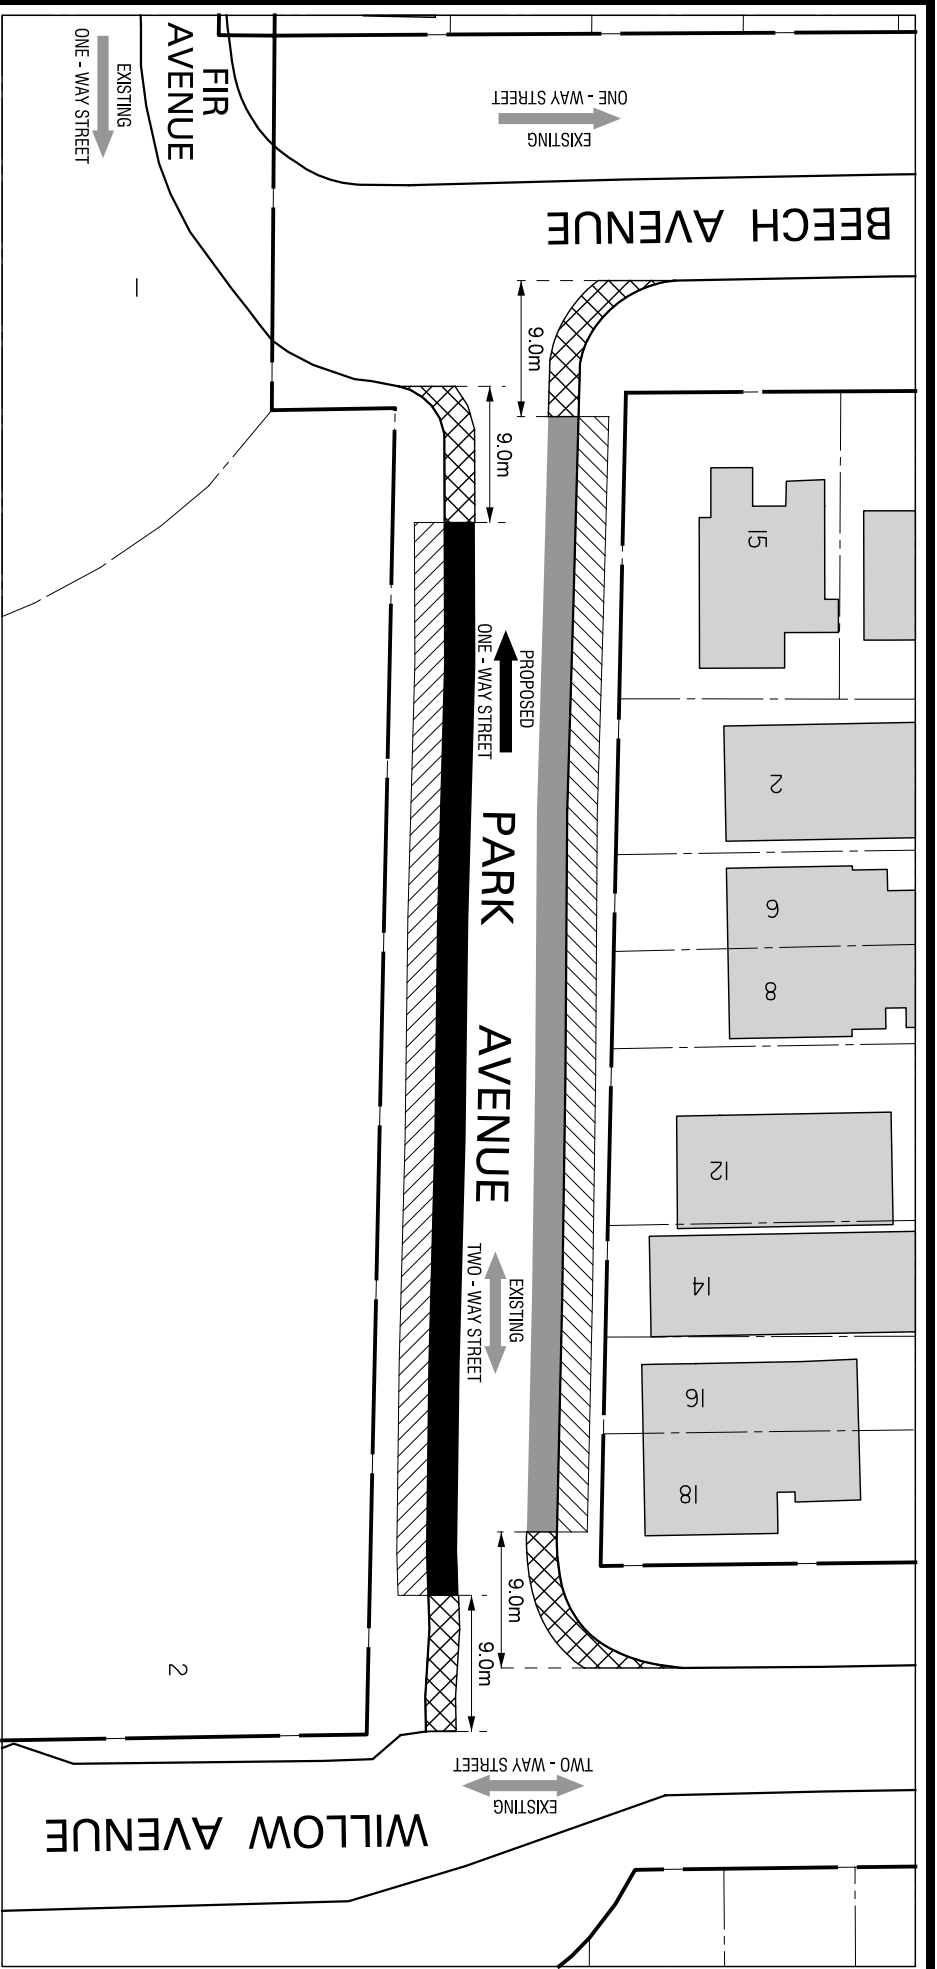 FIR
AVENUE
EXISTING
ONE - WAY STREET
ONE - WAY STREET
EXISTING
BEECH AVENUE
9.0m
9.0m
15
PROPOSED
ONE - WAY STREET
2
6
8
PARK AVENUE
12
14
EXISTING
TWO - WAY STREET
16
18
9.0m
9.0m
2
TWO - WAY STREET
EXISTING
WILLOW AVENUE